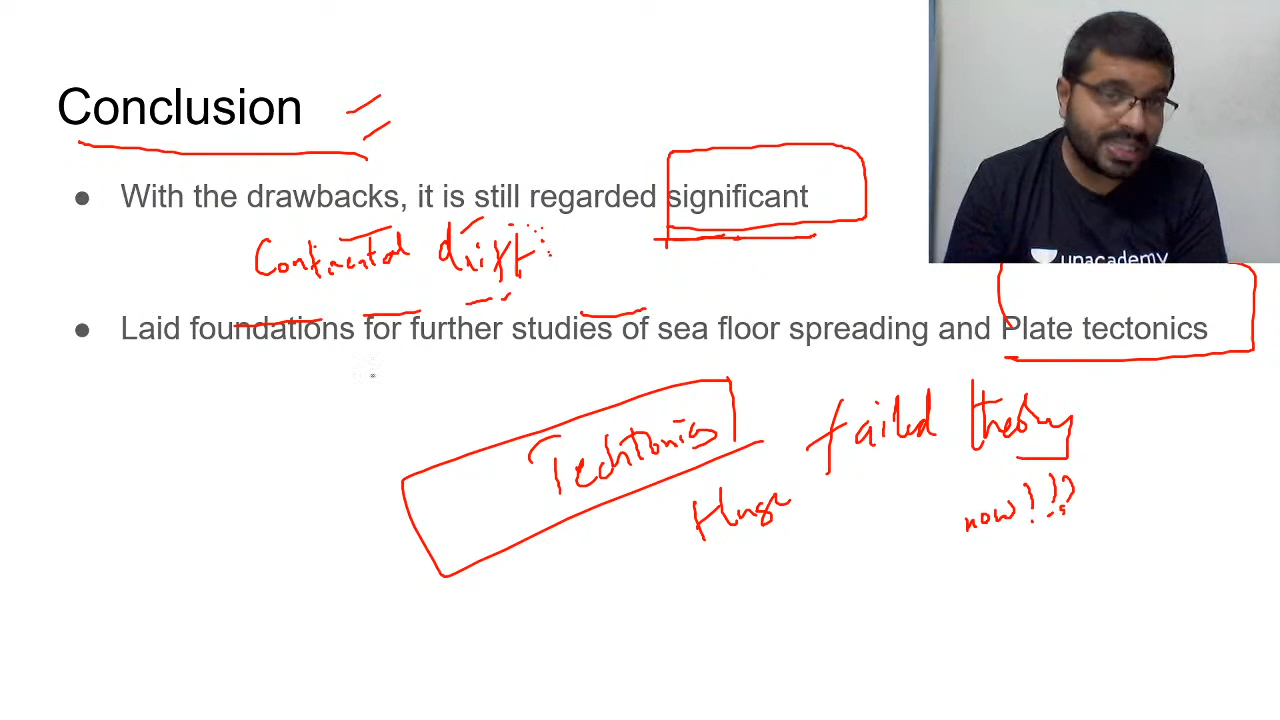 Conclusion
With the drawbacks, it is still regarded significant
Continental drift
unacademy
Laid foundations for further studies of sea floor spreading and Plate tectonics
Techtonics
failed theory
Huge
now!!?